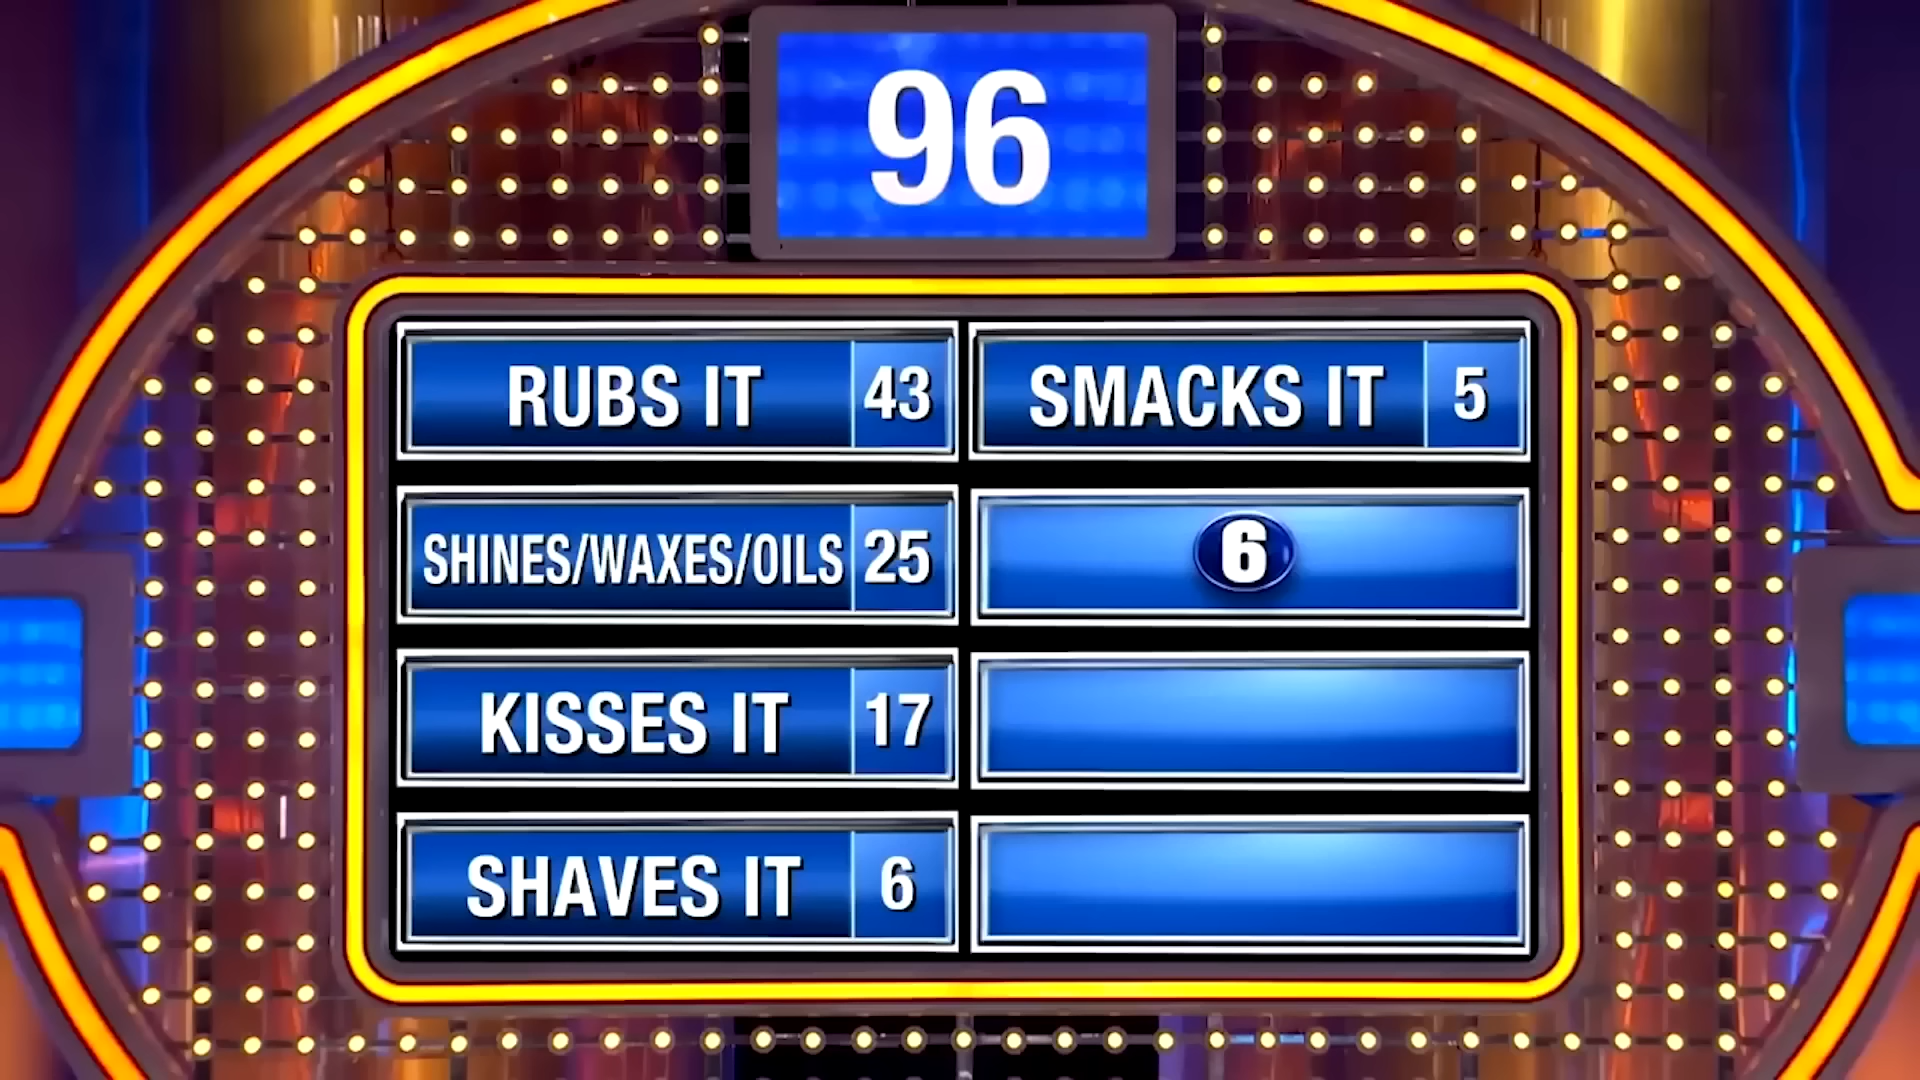 96
RUBS IT 43
SHINES/WAXES/OILS 25
KISSES IT 17
SHAVES IT 6
SMACKS IT 5
6